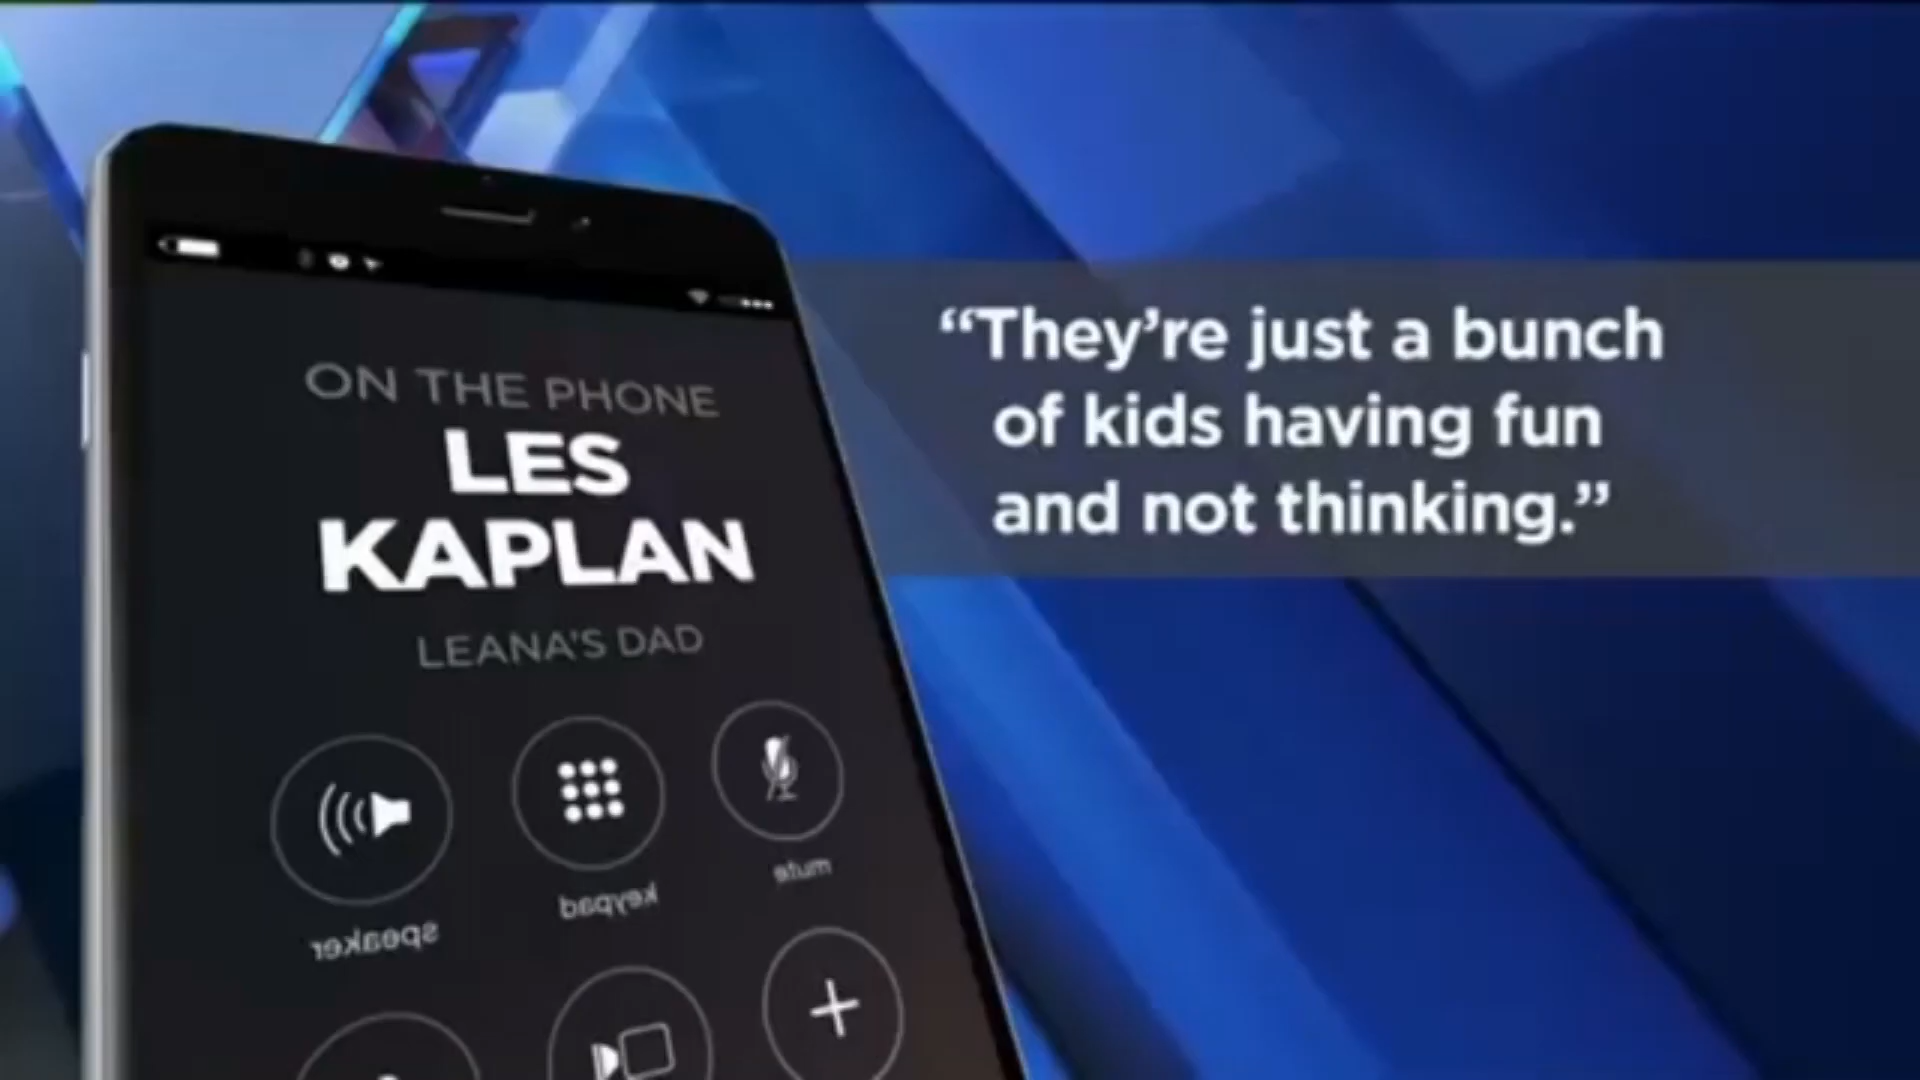 ON THE PHONE
LES
KAPLAN
LEANA'S DAD
speaker
keypad
mute
“They’re just a bunch
of kids having fun
and not thinking.”